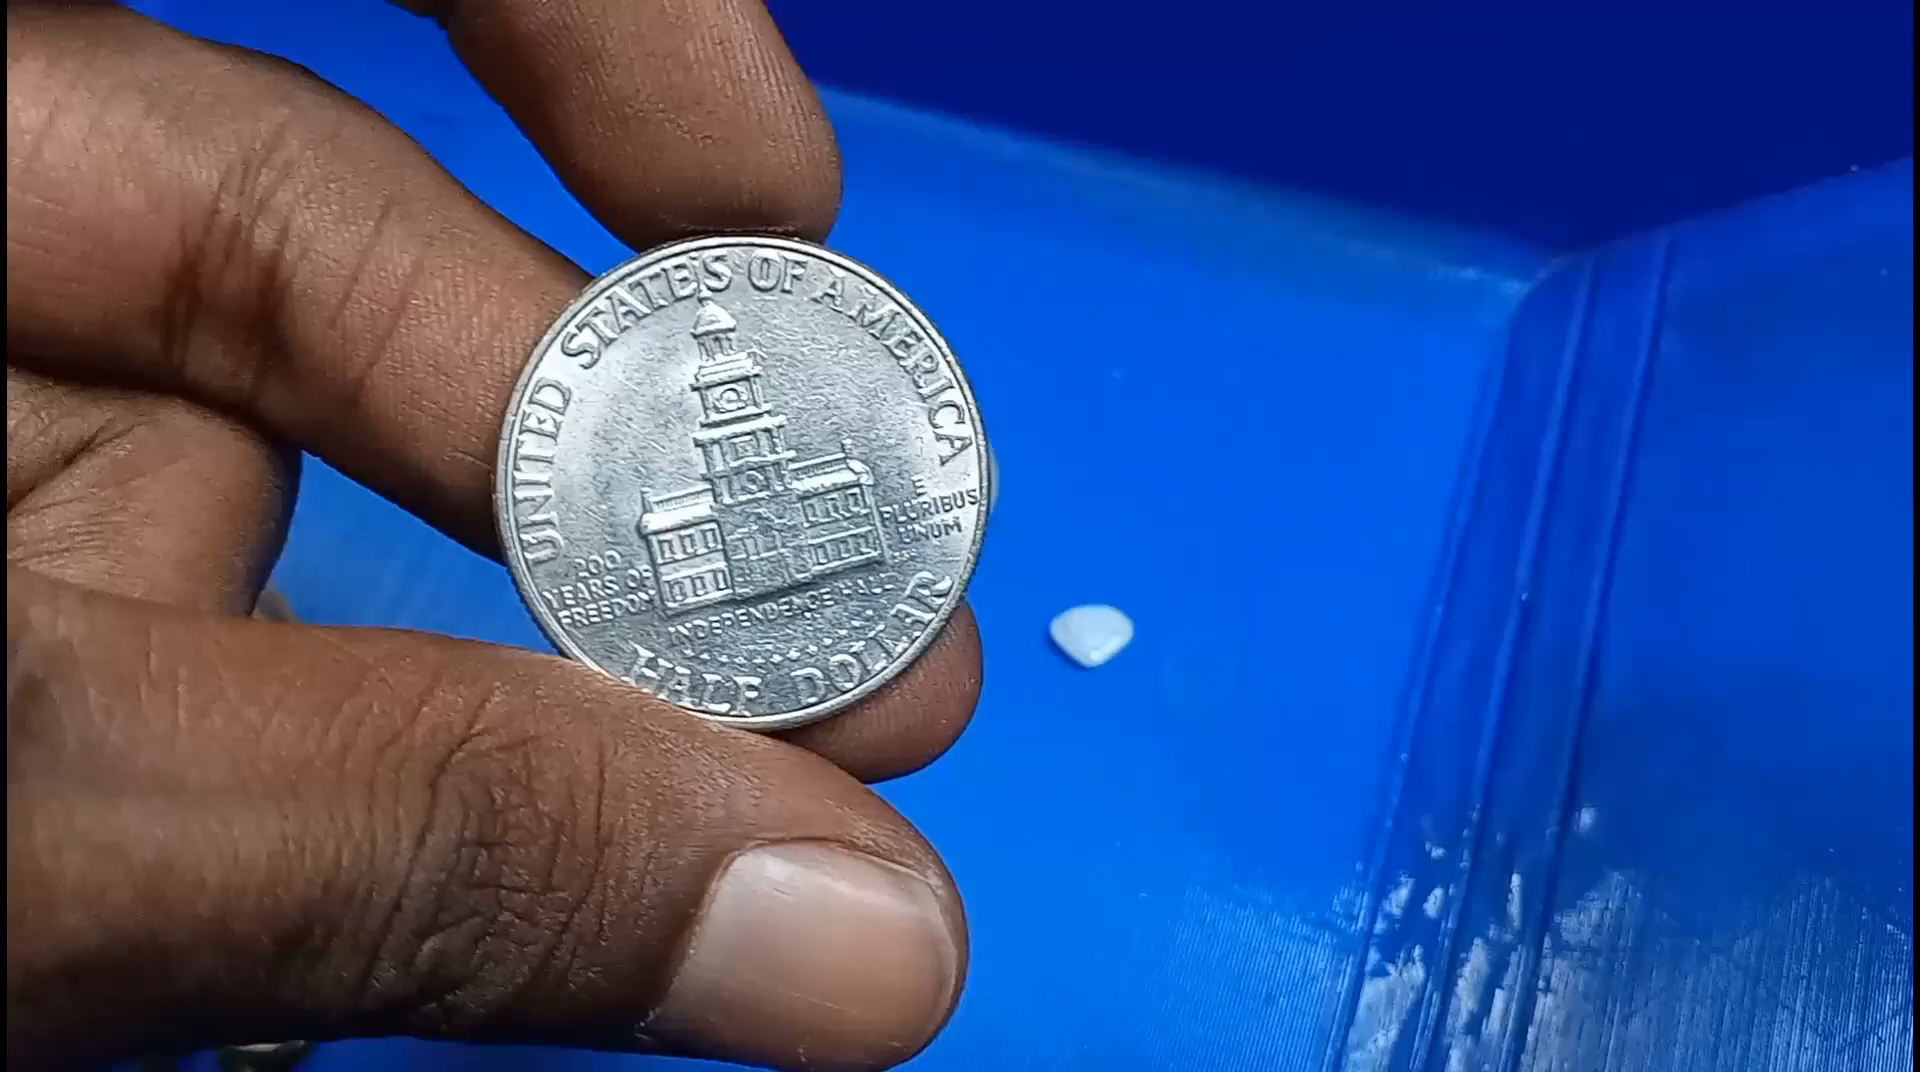 UNITED STATES OF AMERICA
200
YEARS OF
FREEDOM
E
PLURIBUS
UNUM
INDEPENDENCE HALL
HALF DOLLAR